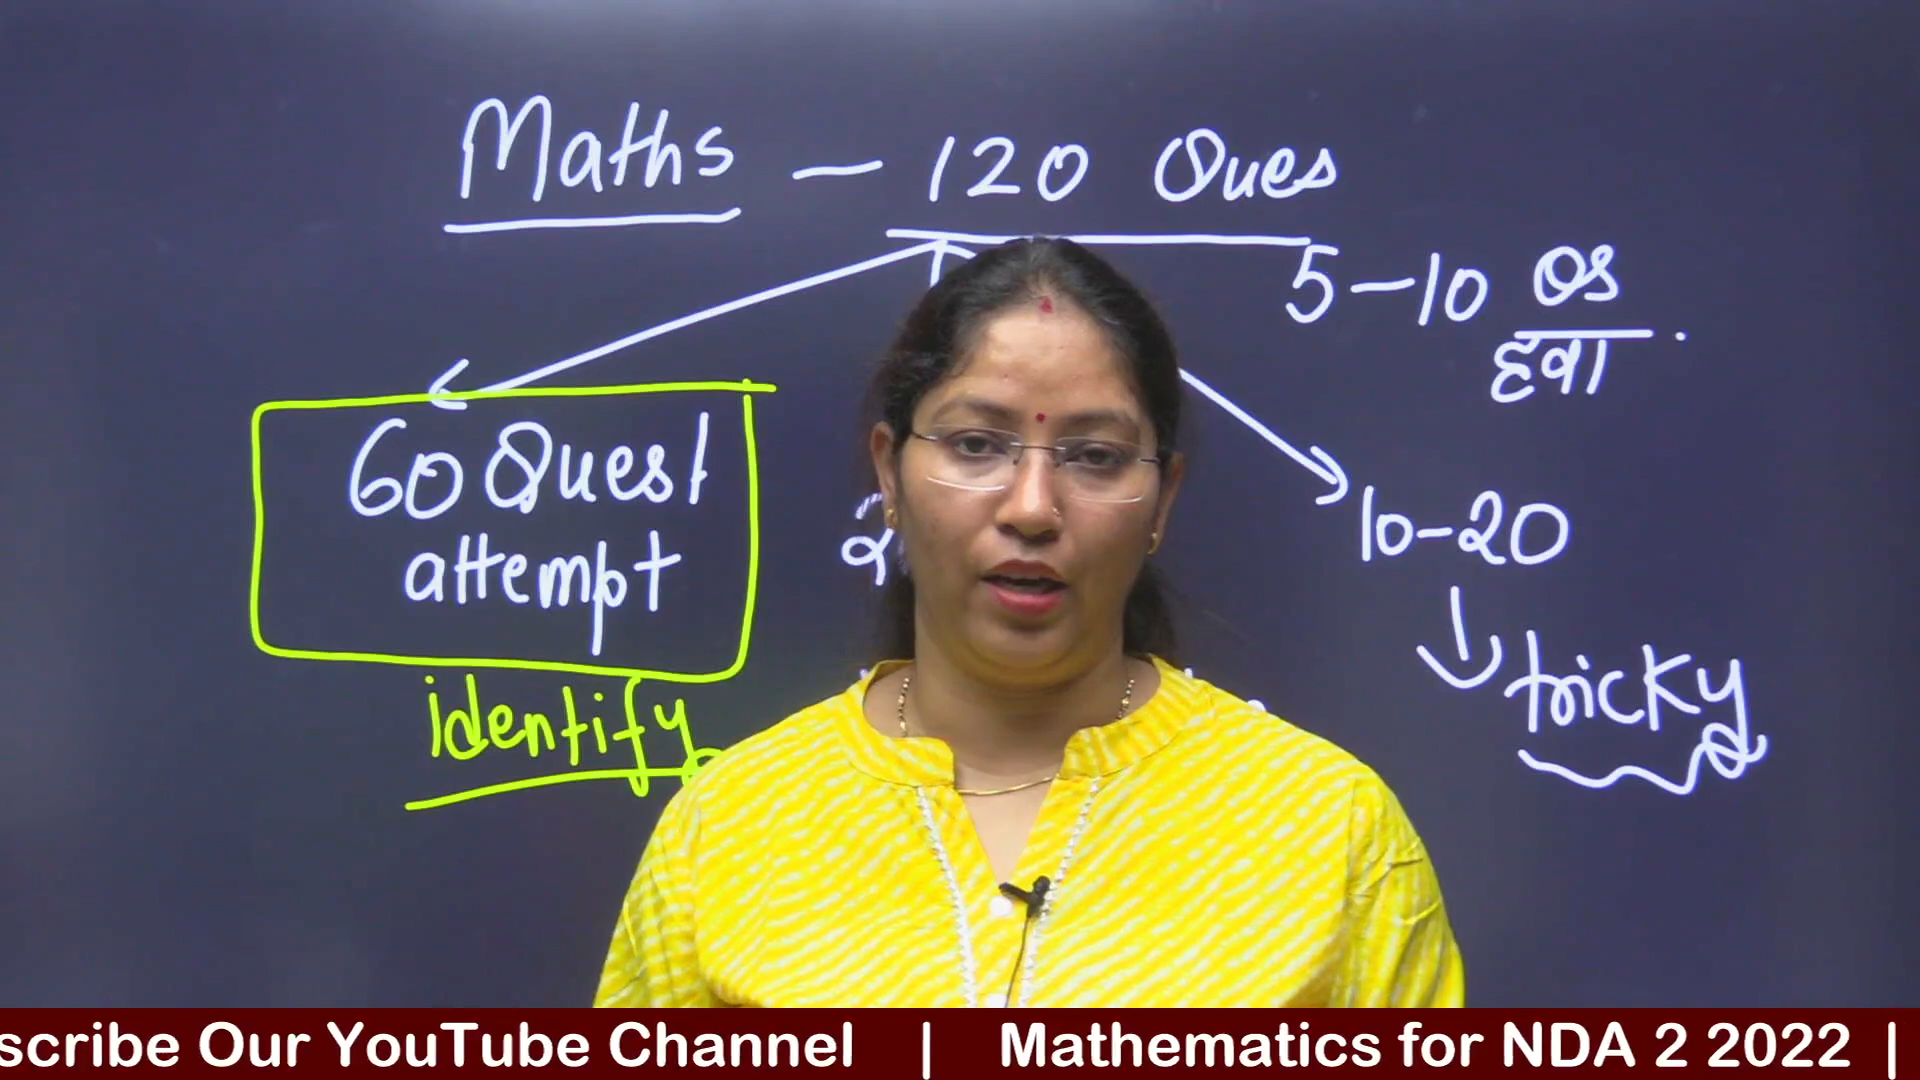 Maths — 120 Ques
5-10 Qs
हवा
60 Quest
attempt
10-20
tricky
identify
scribe Our YouTube Channel | Mathematics for NDA 2 2022 |